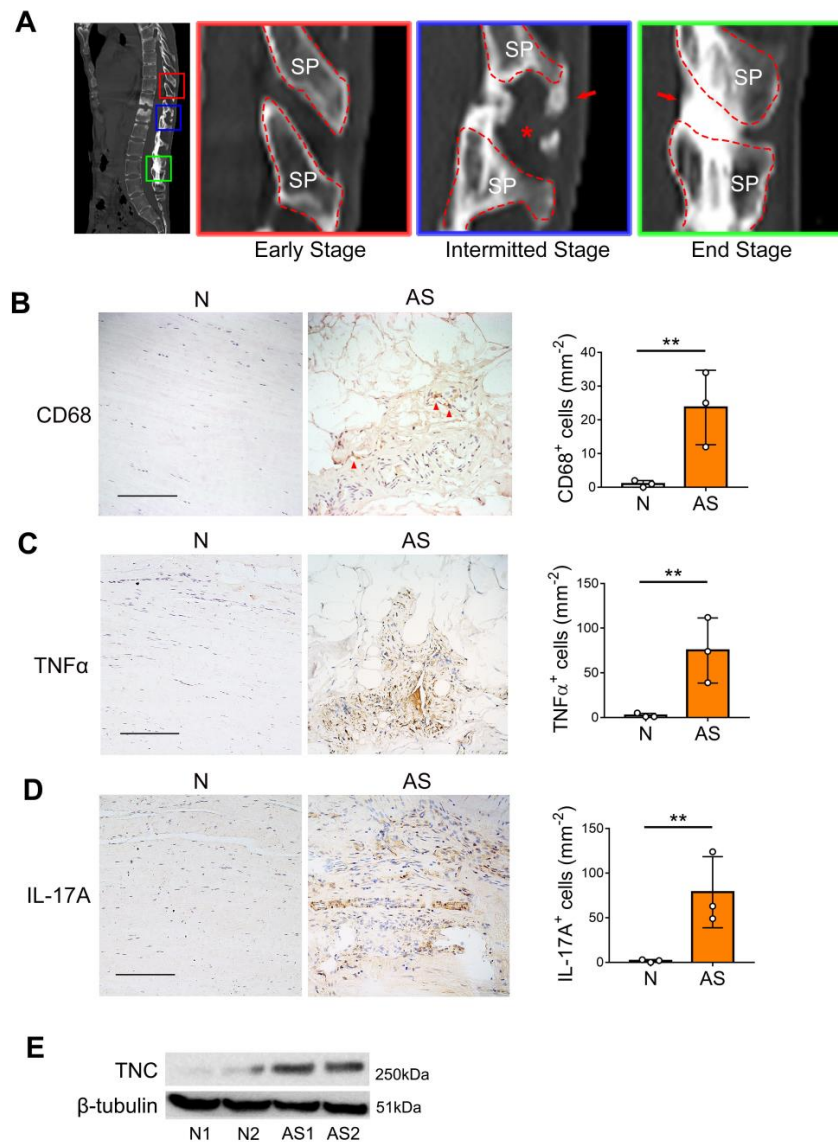 A
SP
SP
SP
SP
*
SP
SP
Early Stage
Intermitted Stage
End Stage
B
N
AS
CD68
**
CD68+ cells (mm-2)
40
30
20
10
0
N
AS
C
N
AS
TNFα
**
TNFα+ cells (mm-2)
150
100
50
0
N
AS
D
N
AS
IL-17A
**
IL-17A+ cells (mm-2)
150
100
50
0
N
AS
E
TNC
250kDa
β-tubulin
51kDa
N1
N2
AS1
AS2